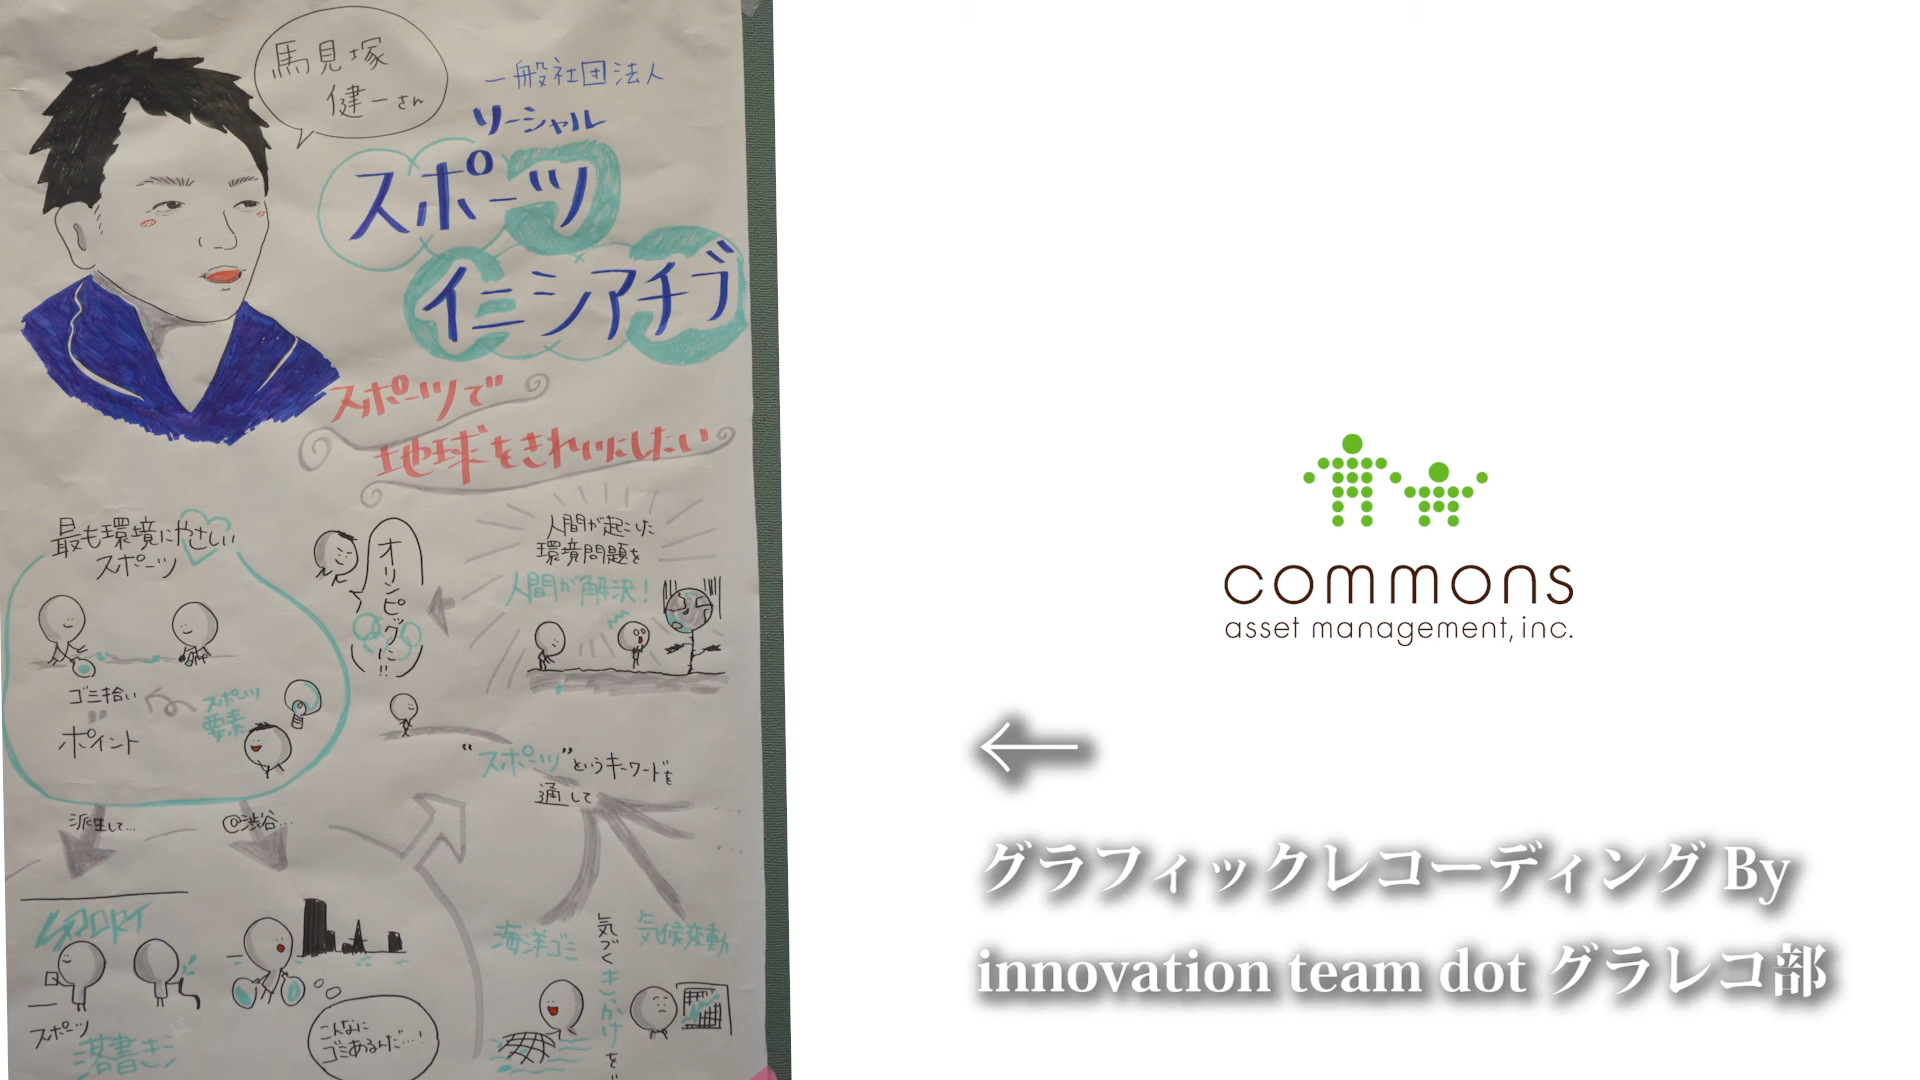 馬見塚
健一さん
一般社団法人
ソーシャル
スポーツ
イニシアチブ
スポーツで
地球をきれいにしたい
最も環境にやさしい
スポーツ
オリンピックに!!
人間が起こした
環境問題を
人間が解決!
ゴミ拾い
スポーツ
要素
ポイント
"スポーツ"というキーワードを
通して
派生して…
@渋谷…
海洋ゴミ
気づくきっかけを
気候変動
スポーツ
落書き
こんなに
ゴミあるんだ…!
commons
asset management, inc.
←
グラフィックレコーディング By
innovation team dot グラレコ部